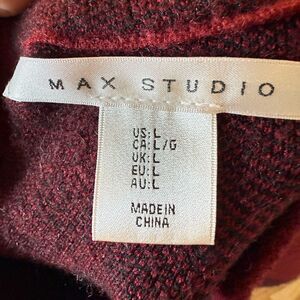 MAX STUDIO
US:L
CA:L/G
UK:L
EU:L
AU:L
MADE IN
CHINA